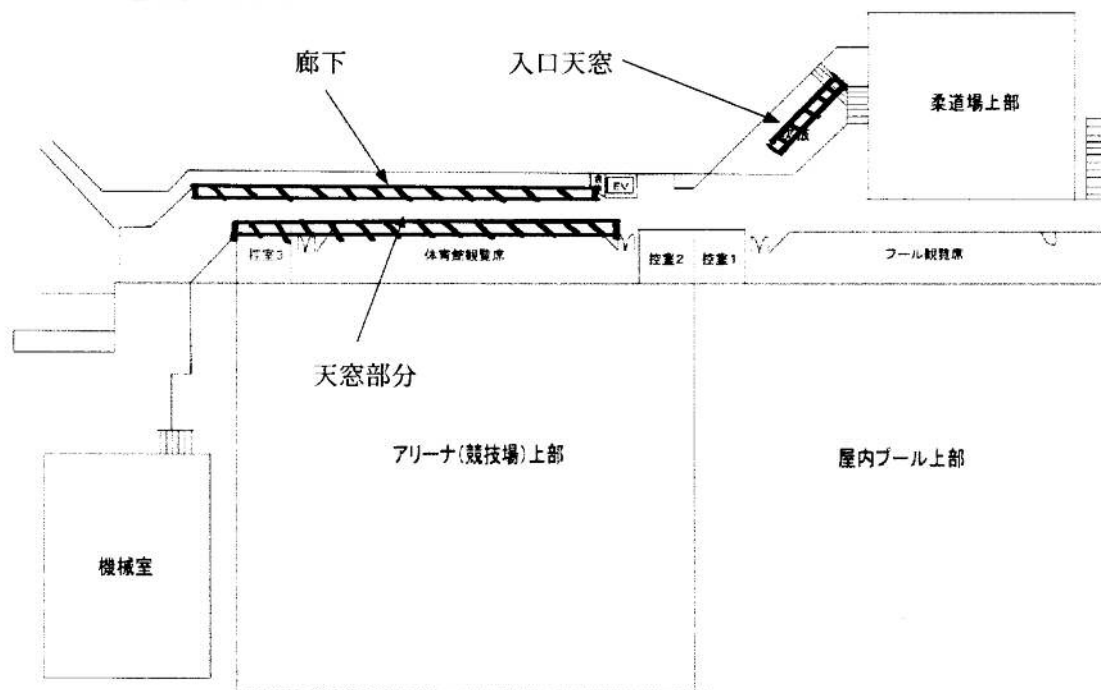 廊下
入口天窓
柔道場上部
EV
控室3
体育館観覧席
控室2
控室1
プール観覧席
天窓部分
アリーナ(競技場)上部
屋内プール上部
機械室